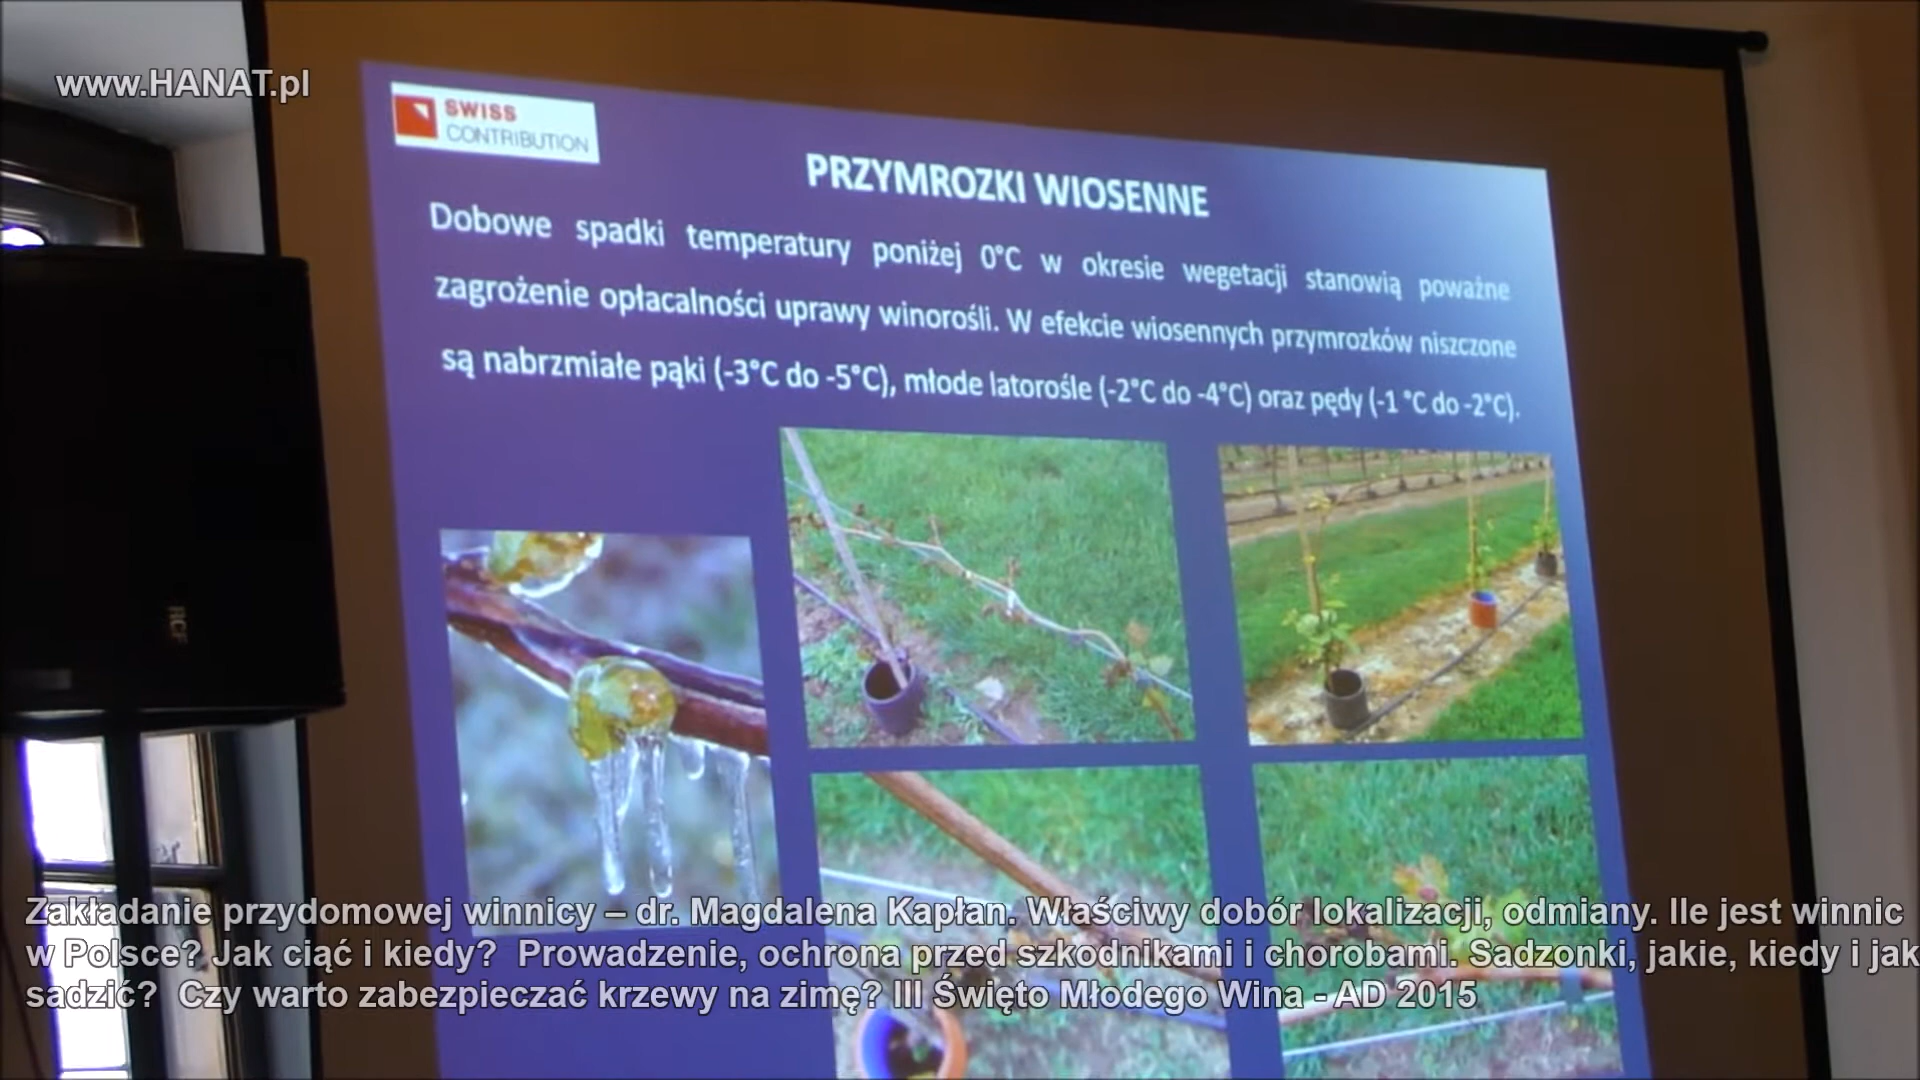 www.HANAT.pl
SWISS
CONTRIBUTION
PRZYMROZKI WIOSENNE
Dobowe spadki temperatury poniżej 0°C w okresie wegetacji stanowią poważne
zagrożenie opłacalności uprawy winorośli. W efekcie wiosennych przymrozków niszczone
są nabrzmiałe pąki (-3°C do -5°C), młode latorośle (-2°C do -4°C) oraz pędy (-1 °C do -2°C).
RCF
Zakładanie przydomowej winnicy – dr. Magdalena Kapłan. Właściwy dobór lokalizacji, odmiany. Ile jest winnic
w Polsce? Jak ciąć i kiedy? Prowadzenie, ochrona przed szkodnikami i chorobami. Sadzonki, jakie, kiedy i jak
sadzić? Czy warto zabezpieczać krzewy na zimę? III Święto Młodego Wina - AD 2015